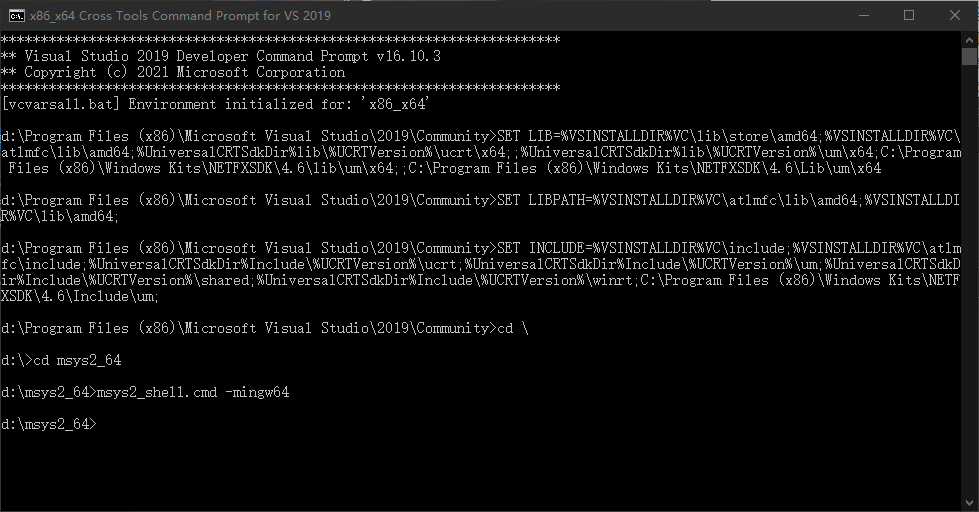 x86_x64 Cross Tools Command Prompt for VS 2019
**********************************************************************
** Visual Studio 2019 Developer Command Prompt v16.10.3
** Copyright (c) 2021 Microsoft Corporation
**********************************************************************
[vcvarsall.bat] Environment initialized for: 'x86_x64'
d:\Program Files (x86)\Microsoft Visual Studio\2019\Community>SET LIB=%VSINSTALLDIR%VC\lib\store\amd64;%VSINSTALLDIR%VC\
atlmfc\lib\amd64;%UniversalCRTSdkDir%lib\%UCRTVersion%\ucrt\x64;;%UniversalCRTSdkDir%lib\%UCRTVersion%\um\x64;C:\Program
Files (x86)\Windows Kits\NETFXSDK\4.6\lib\um\x64;;C:\Program Files (x86)\Windows Kits\NETFXSDK\4.6\Lib\um\x64
d:\Program Files (x86)\Microsoft Visual Studio\2019\Community>SET LIBPATH=%VSINSTALLDIR%VC\atlmfc\lib\amd64;%VSINSTALLDI
R%VC\lib\amd64;
d:\Program Files (x86)\Microsoft Visual Studio\2019\Community>SET INCLUDE=%VSINSTALLDIR%VC\include;%VSINSTALLDIR%VC\atlm
fc\include;%UniversalCRTSdkDir%Include\%UCRTVersion%\ucrt;%UniversalCRTSdkDir%Include\%UCRTVersion%\um;%UniversalCRTSdkD
ir%Include\%UCRTVersion%\shared;%UniversalCRTSdkDir%Include\%UCRTVersion%\winrt;C:\Program Files (x86)\Windows Kits\NETF
XSDK\4.6\Include\um;
d:\Program Files (x86)\Microsoft Visual Studio\2019\Community>cd \
d:\>cd msys2_64
d:\msys2_64>msys2_shell.cmd -mingw64
d:\msys2_64>